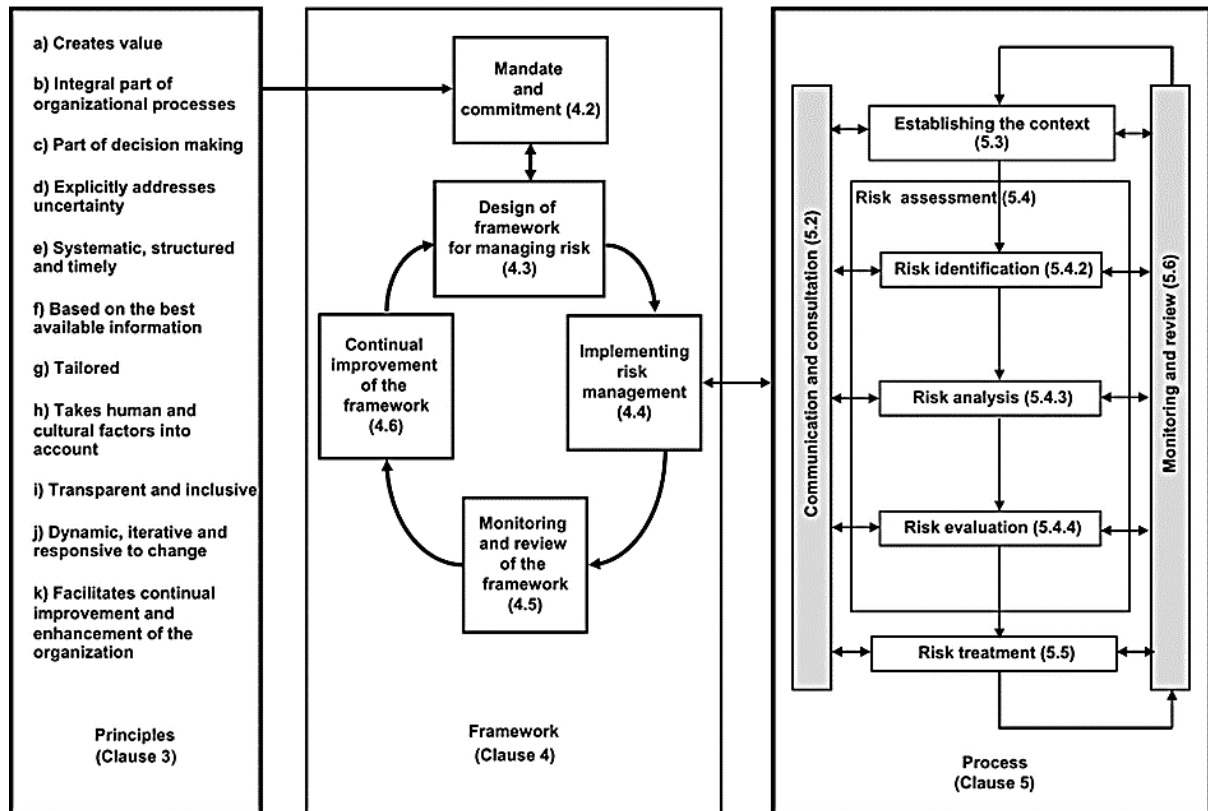 a) Creates value
b) Integral part of
organizational processes
c) Part of decision making
d) Explicitly addresses
uncertainty
e) Systematic, structured
and timely
f) Based on the best
available information
g) Tailored
h) Takes human and
cultural factors into
account
i) Transparent and inclusive
j) Dynamic, iterative and
responsive to change
k) Facilitates continual
improvement and
enhancement of the
organization
Principles
(Clause 3)
Mandate
and
commitment (4.2)
Design of
framework
for managing risk
(4.3)
Continual
improvement
of the
framework
(4.6)
Implementing
risk
management
(4.4)
Monitoring
and review
of the
framework
(4.5)
Framework
(Clause 4)
Communication and consultation (5.2)
Establishing the context
(5.3)
Risk assessment (5.4)
Risk identification (5.4.2)
Risk analysis (5.4.3)
Risk evaluation (5.4.4)
Risk treatment (5.5)
Monitoring and review (5.6)
Process
(Clause 5)